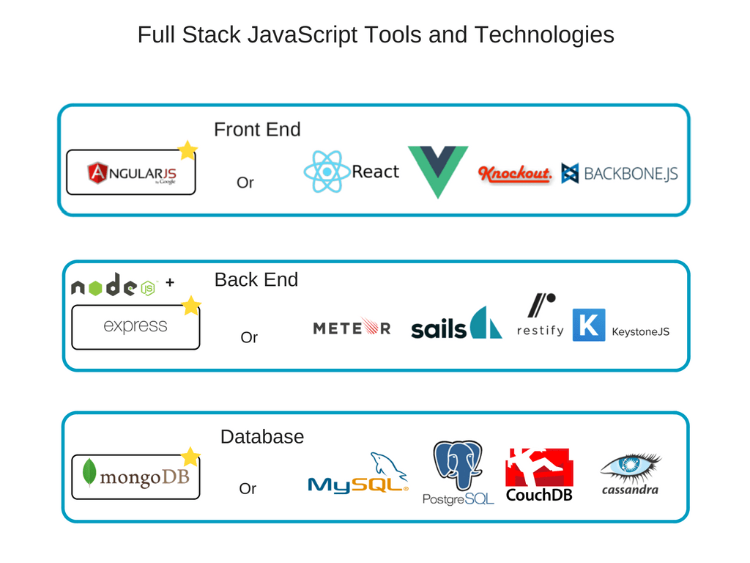 Full Stack JavaScript Tools and Technologies
Front End
ANGULARJS
by Google
Or
React
Knockout.
BACKBONE.JS
node JS +
Back End
express
Or
METEOR
sails
restify
K
KeystoneJS
Database
mongoDB
Or
MySQL®
PostgreSQL
CouchDB
cassandra